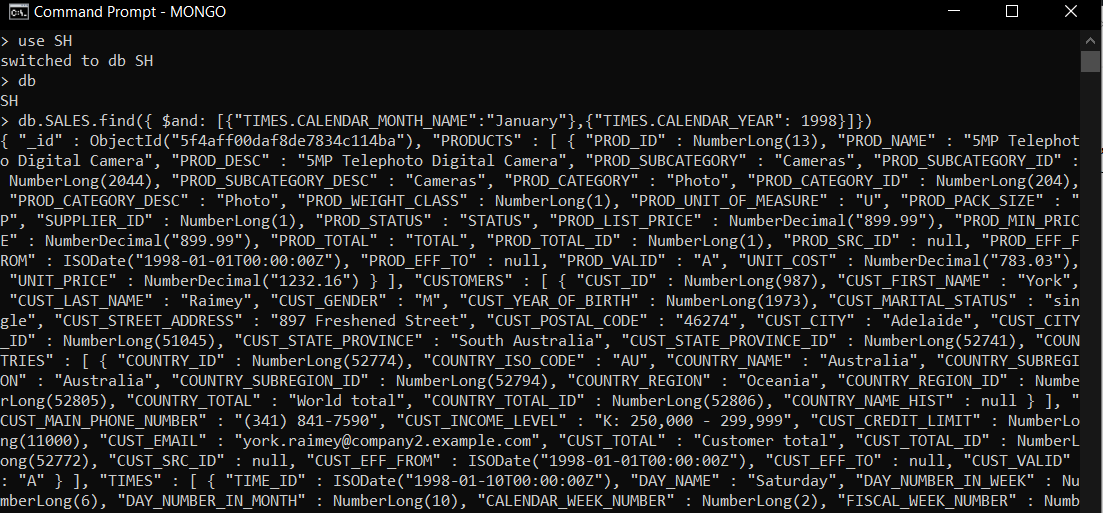 Command Prompt - MONGO
> use SH
switched to db SH
> db
SH
> db.SALES.find({ $and: [{"TIMES.CALENDAR_MONTH_NAME":"January"},{"TIMES.CALENDAR_YEAR": 1998}]})
{ "_id" : ObjectId("5f4aff00daf8de7834c114ba"), "PRODUCTS" : [ { "PROD_ID" : NumberLong(13), "PROD_NAME" : "5MP Telephot
o Digital Camera", "PROD_DESC" : "5MP Telephoto Digital Camera", "PROD_SUBCATEGORY" : "Cameras", "PROD_SUBCATEGORY_ID" :
 NumberLong(2044), "PROD_SUBCATEGORY_DESC" : "Cameras", "PROD_CATEGORY" : "Photo", "PROD_CATEGORY_ID" : NumberLong(204),
 "PROD_CATEGORY_DESC" : "Photo", "PROD_WEIGHT_CLASS" : NumberLong(1), "PROD_UNIT_OF_MEASURE" : "U", "PROD_PACK_SIZE" : "
P", "SUPPLIER_ID" : NumberLong(1), "PROD_STATUS" : "STATUS", "PROD_LIST_PRICE" : NumberDecimal("899.99"), "PROD_MIN_PRIC
E" : NumberDecimal("899.99"), "PROD_TOTAL" : "TOTAL", "PROD_TOTAL_ID" : NumberLong(1), "PROD_SRC_ID" : null, "PROD_EFF_F
ROM" : ISODate("1998-01-01T00:00:00Z"), "PROD_EFF_TO" : null, "PROD_VALID" : "A", "UNIT_COST" : NumberDecimal("783.03"),
 "UNIT_PRICE" : NumberDecimal("1232.16") } ], "CUSTOMERS" : [ { "CUST_ID" : NumberLong(987), "CUST_FIRST_NAME" : "York",
 "CUST_LAST_NAME" : "Raimey", "CUST_GENDER" : "M", "CUST_YEAR_OF_BIRTH" : NumberLong(1973), "CUST_MARITAL_STATUS" : "sin
gle", "CUST_STREET_ADDRESS" : "897 Freshened Street", "CUST_POSTAL_CODE" : "46274", "CUST_CITY" : "Adelaide", "CUST_CITY
_ID" : NumberLong(51045), "CUST_STATE_PROVINCE" : "South Australia", "CUST_STATE_PROVINCE_ID" : NumberLong(52741), "COUN
TRIES" : [ { "COUNTRY_ID" : NumberLong(52774), "COUNTRY_ISO_CODE" : "AU", "COUNTRY_NAME" : "Australia", "COUNTRY_SUBREGI
ON" : "Australia", "COUNTRY_SUBREGION_ID" : NumberLong(52794), "COUNTRY_REGION" : "Oceania", "COUNTRY_REGION_ID" : Numbe
rLong(52805), "COUNTRY_TOTAL" : "World total", "COUNTRY_TOTAL_ID" : NumberLong(52806), "COUNTRY_NAME_HIST" : null } ], "
CUST_MAIN_PHONE_NUMBER" : "(341) 841-7590", "CUST_INCOME_LEVEL" : "K: 250,000 - 299,999", "CUST_CREDIT_LIMIT" : NumberLo
ng(11000), "CUST_EMAIL" : "york.raimey@company2.example.com", "CUST_TOTAL" : "Customer total", "CUST_TOTAL_ID" : NumberL
ong(52772), "CUST_SRC_ID" : null, "CUST_EFF_FROM" : ISODate("1998-01-01T00:00:00Z"), "CUST_EFF_TO" : null, "CUST_VALID"
: "A" } ], "TIMES" : [ { "TIME_ID" : ISODate("1998-01-10T00:00:00Z"), "DAY_NAME" : "Saturday", "DAY_NUMBER_IN_WEEK" : Nu
mberLong(6), "DAY_NUMBER_IN_MONTH" : NumberLong(10), "CALENDAR_WEEK_NUMBER" : NumberLong(2), "FISCAL_WEEK_NUMBER" : Numb